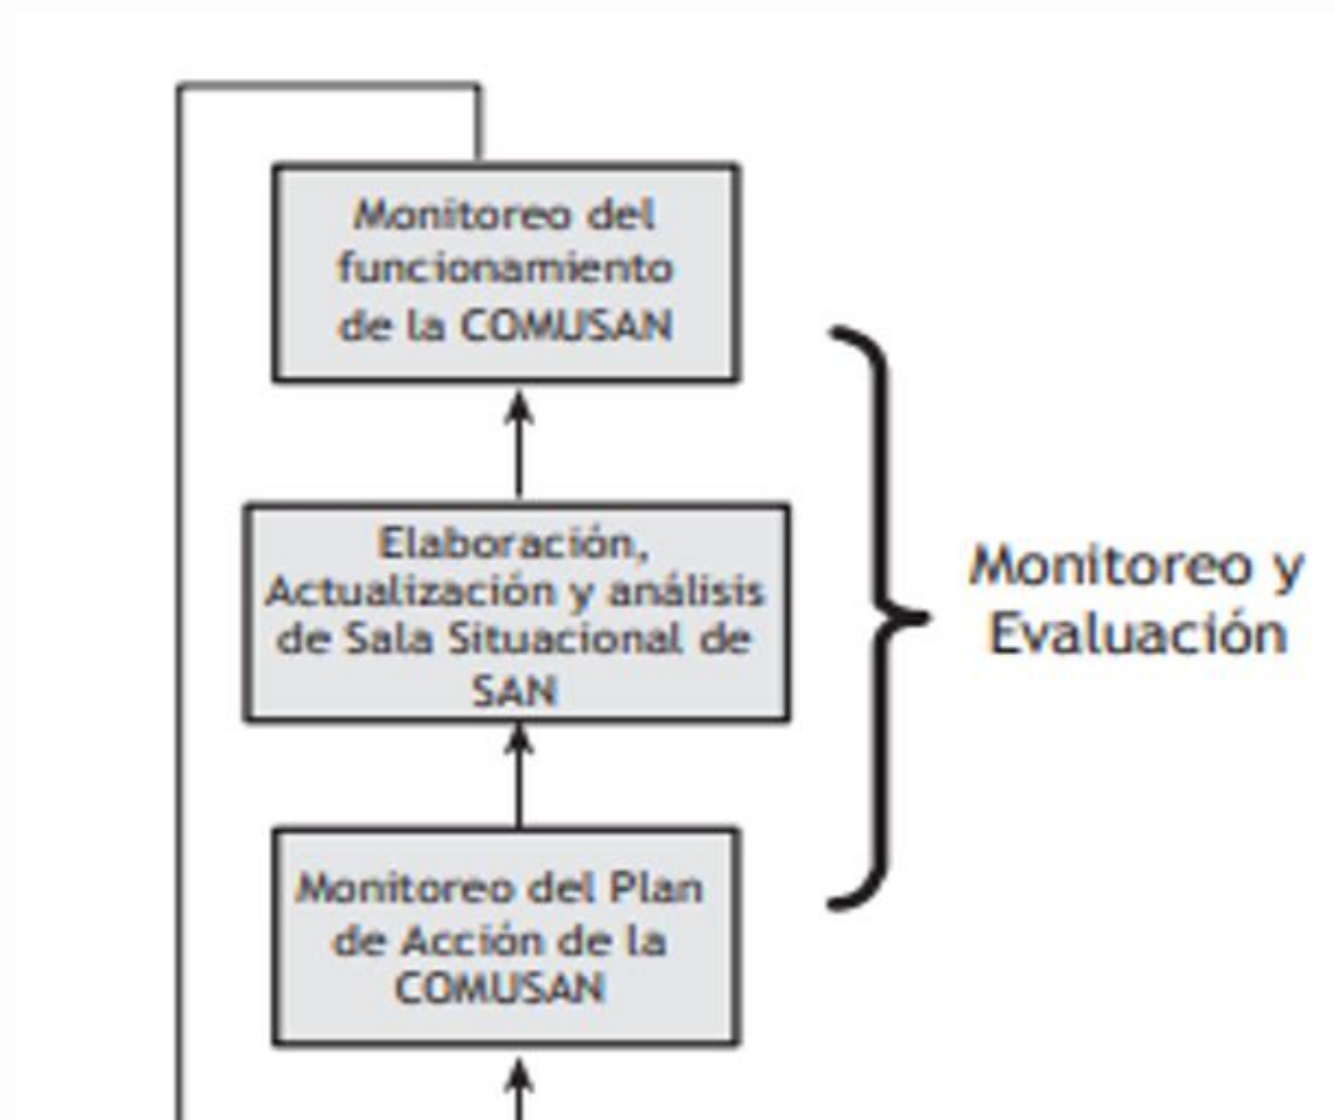 Monitoreo del
funcionamiento
de la COMUSAN
Elaboración,
Actualización y análisis
de Sala Situacional de
SAN
Monitoreo y
Evaluación
Monitoreo del Plan
de Acción de la
COMUSAN